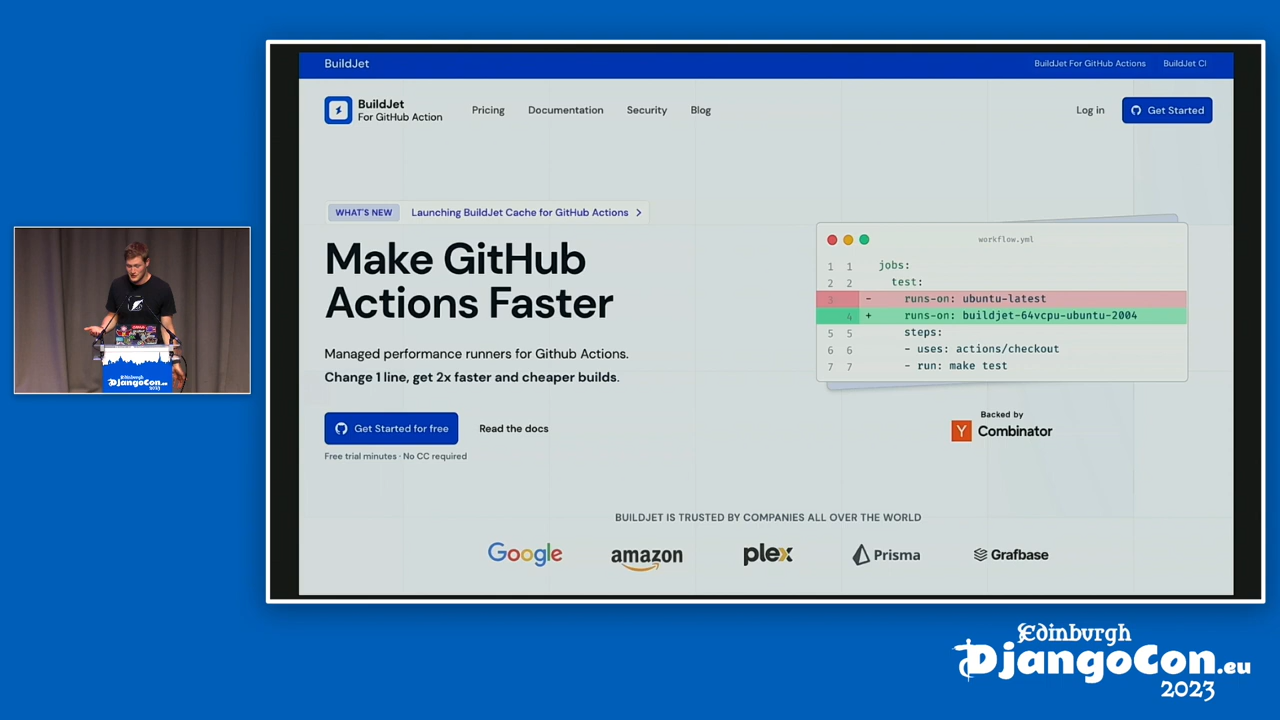 BuildJet
BuildJet For GitHub Actions
BuildJet CI
BuildJet
For GitHub Action
Pricing
Documentation
Security
Blog
Log in
Get Started
WHAT'S NEW
Launching BuildJet Cache for GitHub Actions
Make GitHub
Actions Faster
Managed performance runners for Github Actions.
Change 1 line, get 2x faster and cheaper builds.
Get Started for free
Read the docs
Free trial minutes · No CC required
workflow.yml
1 1 jobs:
2 2 test:
3 - runs-on: ubuntu-latest
4 + runs-on: buildjet-64vcpu-ubuntu-2004
5 5 steps:
6 6 - uses: actions/checkout
7 7 - run: make test
Backed by
Y Combinator
BUILDJET IS TRUSTED BY COMPANIES ALL OVER THE WORLD
Google
amazon
plex
Prisma
Grafbase
Edinburgh
DjangoCon.eu
2023
Edinburgh
DjangoCon.eu
2023